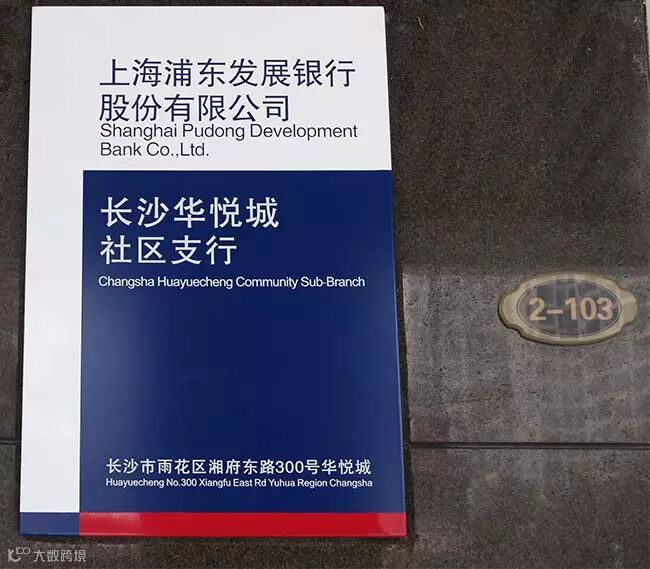 上海浦东发展银行
股份有限公司
Shanghai Pudong Development
Bank Co.,Ltd.
长沙华悦城
社区支行
Changsha Huayuecheng Community Sub-Branch
2-103
长沙市雨花区湘府东路300号华悦城
Huayuecheng No.300 Xiangfu East Rd Yuhua Region Changsha
大数跨境